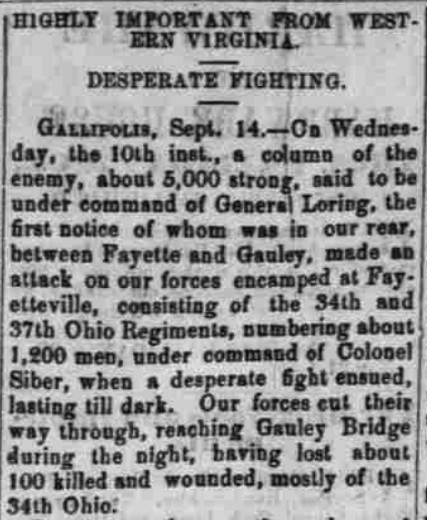 HIGHLY IMPORTANT FROM WEST-
ERN VIRGINIA.
DESPERATE FIGHTING.
GALLIPOLIS, Sept. 14.—On Wednes-
day, the 10th inst., a column of the
enemy, about 5,000 strong, said to be
under command of General Loring, the
first notice of whom was in our rear,
between Fayette and Gauley, made an
attack on our forces encamped at Fay-
etteville, consisting of the 34th and
37th Ohio Regiments, numbering about
1,200 men, under command of Colonel
Siber, when a desperate fight ensued,
lasting till dark. Our forces cut their
way through, reaching Gauley Bridge
during the night, having lost about
100 killed and wounded, mostly of the
34th Ohio.